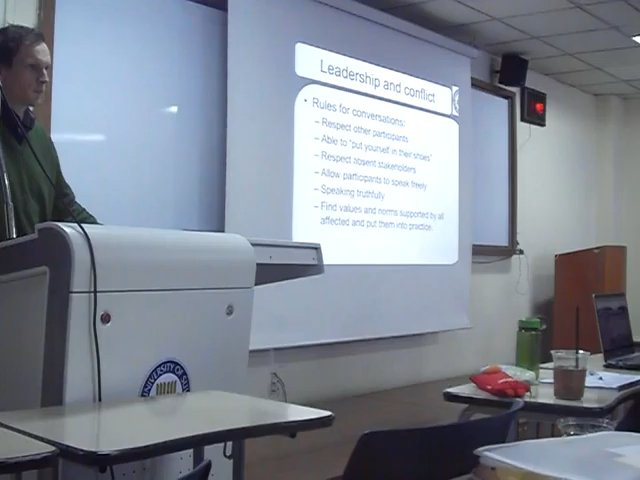 Leadership and conflict
• Rules for conversations:
– Respect other participants
– Able to "put yourself in their shoes"
– Respect absent stakeholders
– Allow participants to speak freely
– Speaking truthfully
– Find values and norms supported by all
affected and put them into practice.
UNIVERSITY OF